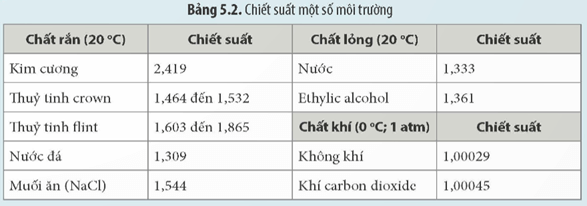 Bảng 5.2. Chiết suất một số môi trường
Chất rắn (20 °C) Chiết suất Chất lỏng (20 °C) Chiết suất
Kim cương 2,419 Nước 1,333
Thuỷ tinh crown 1,464 đến 1,532 Ethylic alcohol 1,361
Thuỷ tinh flint 1,603 đến 1,865 Chất khí (0 °C; 1 atm) Chiết suất
Nước đá 1,309 Không khí 1,00029
Muối ăn (NaCl) 1,544 Khí carbon dioxide 1,00045